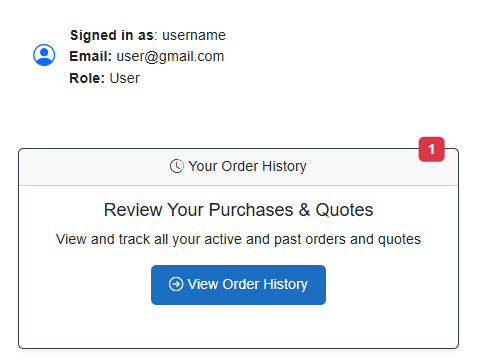 Signed in as: username
Email: user@gmail.com
Role: User
1
Your Order History
Review Your Purchases & Quotes
View and track all your active and past orders and quotes
View Order History